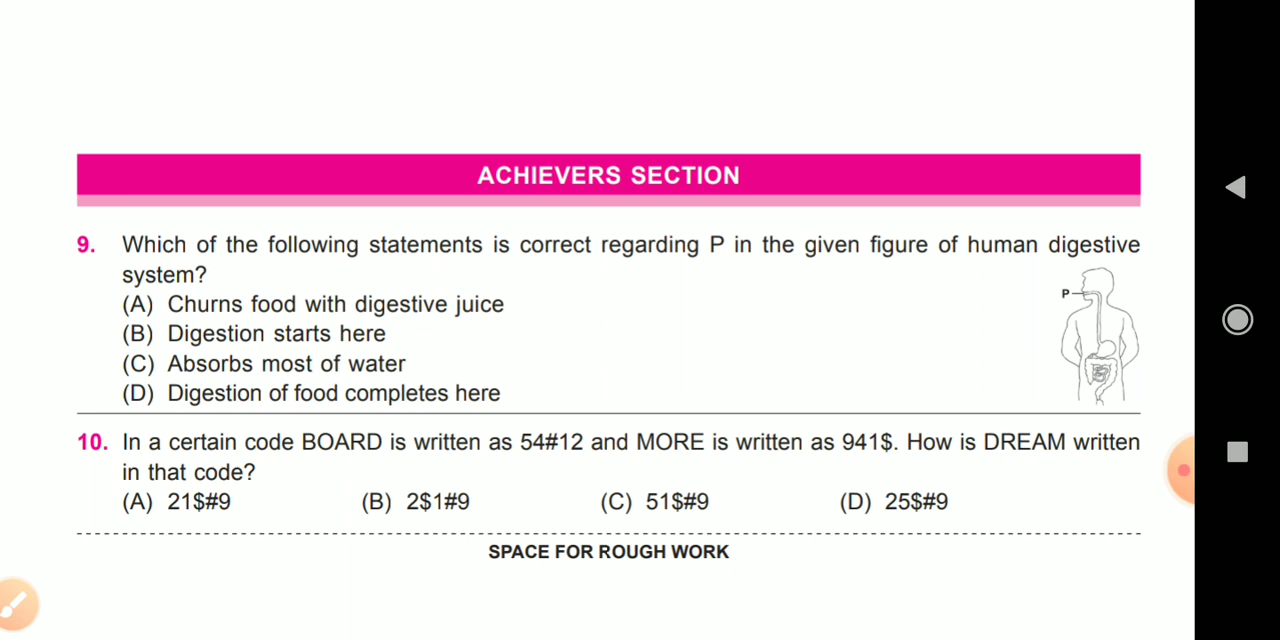 ACHIEVERS SECTION
9. Which of the following statements is correct regarding P in the given figure of human digestive
system?
P
(A) Churns food with digestive juice
(B) Digestion starts here
(C) Absorbs most of water
(D) Digestion of food completes here
10. In a certain code BOARD is written as 54#12 and MORE is written as 941$. How is DREAM written
in that code?
(A) 21$#9 (B) 2$1#9 (C) 51$#9 (D) 25$#9
SPACE FOR ROUGH WORK